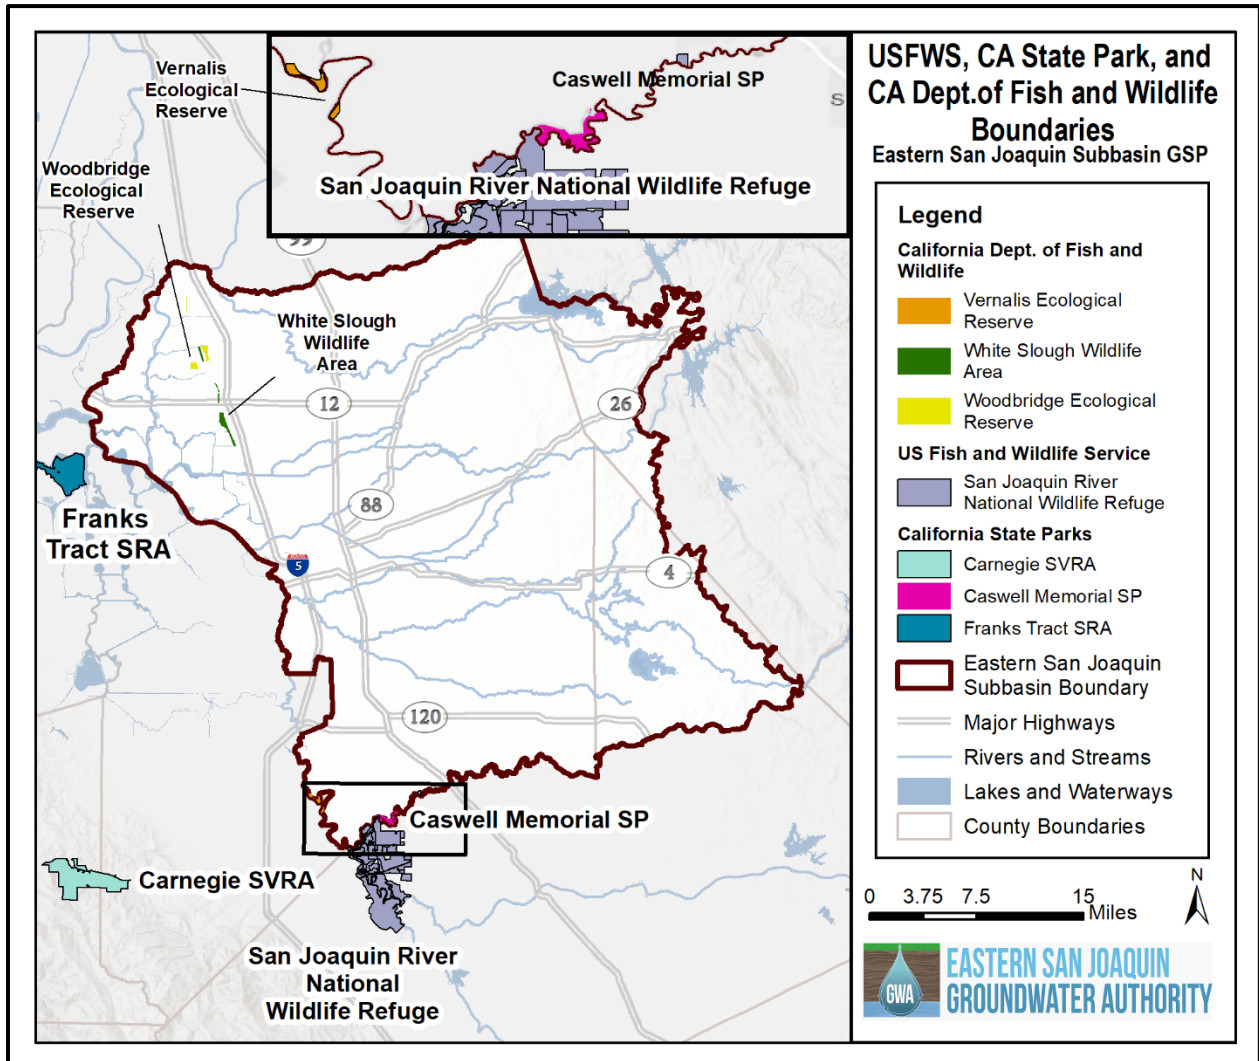 USFWS, CA State Park, and
CA Dept.of Fish and Wildlife
Boundaries
Eastern San Joaquin Subbasin GSP
Legend
California Dept. of Fish and
Wildlife
Vernalis Ecological
Reserve
White Slough Wildlife
Area
Woodbridge Ecological
Reserve
US Fish and Wildlife Service
San Joaquin River
National Wildlife Refuge
California State Parks
Carnegie SVRA
Caswell Memorial SP
Franks Tract SRA
Eastern San Joaquin
Subbasin Boundary
Major Highways
Rivers and Streams
Lakes and Waterways
County Boundaries
0 3.75 7.5 15
Miles
N
GWA
EASTERN SAN JOAQUIN
GROUNDWATER AUTHORITY
Vernalis
Ecological
Reserve
Caswell Memorial SP
S
San Joaquin River National Wildlife Refuge
Woodbridge
Ecological
Reserve
99
White Slough
Wildlife
Area
12
26
Franks
Tract SRA
88
5
4
120
Caswell Memorial SP
Carnegie SVRA
San Joaquin River
National
Wildlife Refuge